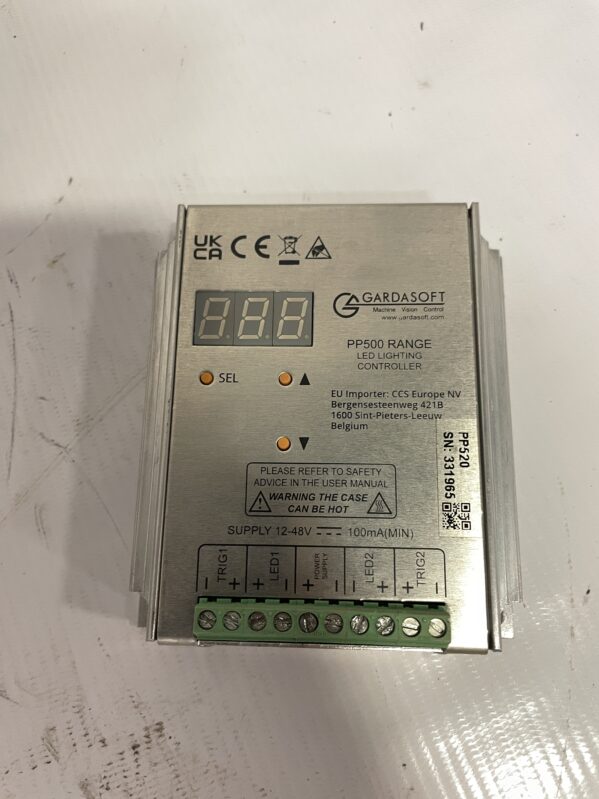 UK
CA CE
GARDASOFT
Machine Vision Control
www.gardasoft.com
PP500 RANGE
LED LIGHTING
CONTROLLER
SEL ▲
▼
EU Importer: CCS Europe NV
Bergensesteenweg 421B
1600 Sint-Pieters-Leeuw
Belgium
PP520
SN: 331965
PLEASE REFER TO SAFETY
ADVICE IN THE USER MANUAL
WARNING THE CASE
CAN BE HOT
SUPPLY 12-48V 100mA(MIN)
TRIG1 LED1 POWER SUPPLY LED2 TRIG2
- + + - + - - + + -